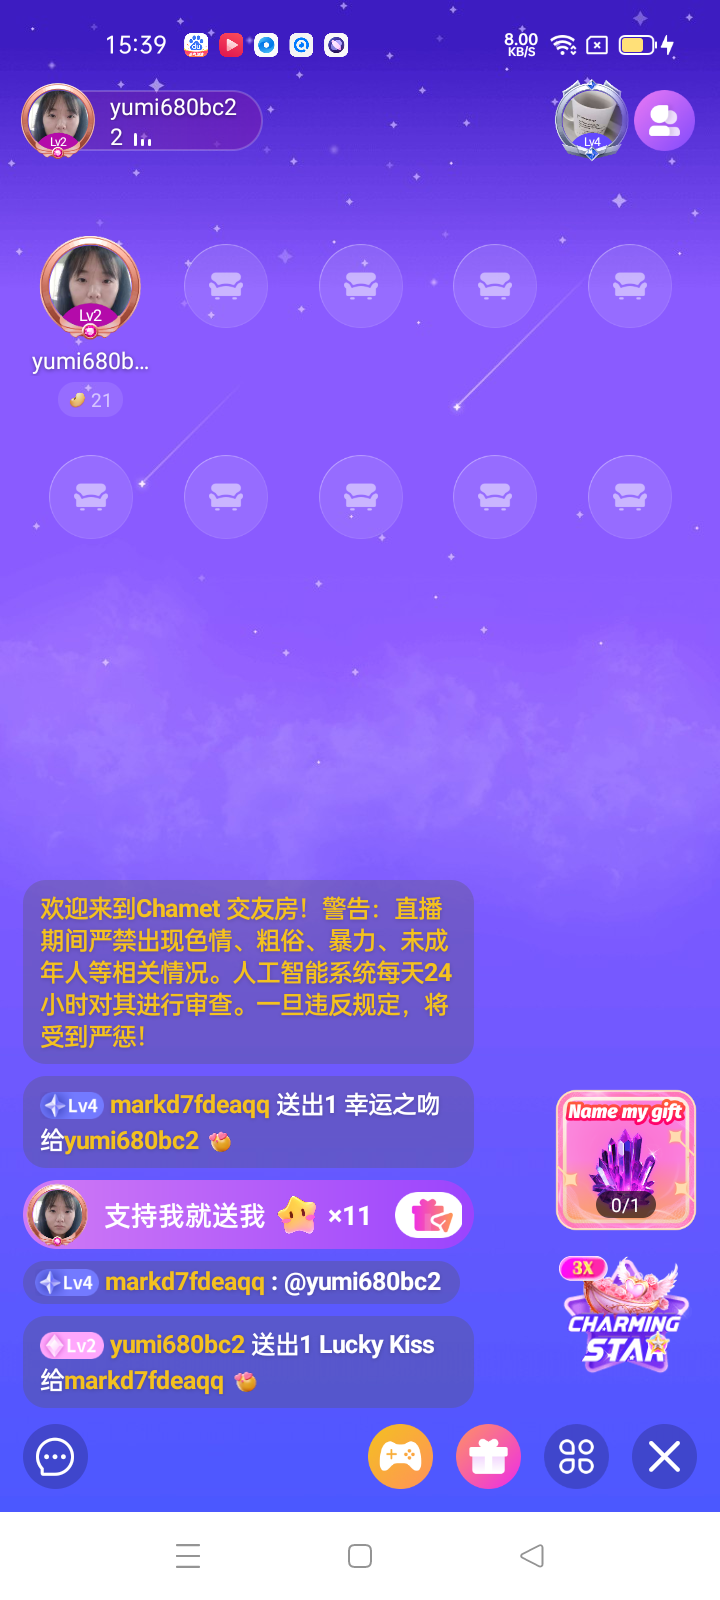 15:39
8.00
KB/S
yumi680bc2
2
Lv2
Lv4
Lv2
yumi680b...
21
欢迎来到Chamet 交友房！警告：直播
期间严禁出现色情、粗俗、暴力、未成
年人等相关情况。人工智能系统每天24
小时对其进行审查。一旦违反规定，将
受到严惩！
Lv4 markd7fdeaqq 送出1 幸运之吻
给yumi680bc2
Name my gift
0/1
支持我就送我 ×11
Lv4 markd7fdeaqq : @yumi680bc2
3X
CHARMING
STAR
Lv2 yumi680bc2 送出1 Lucky Kiss
给markd7fdeaqq